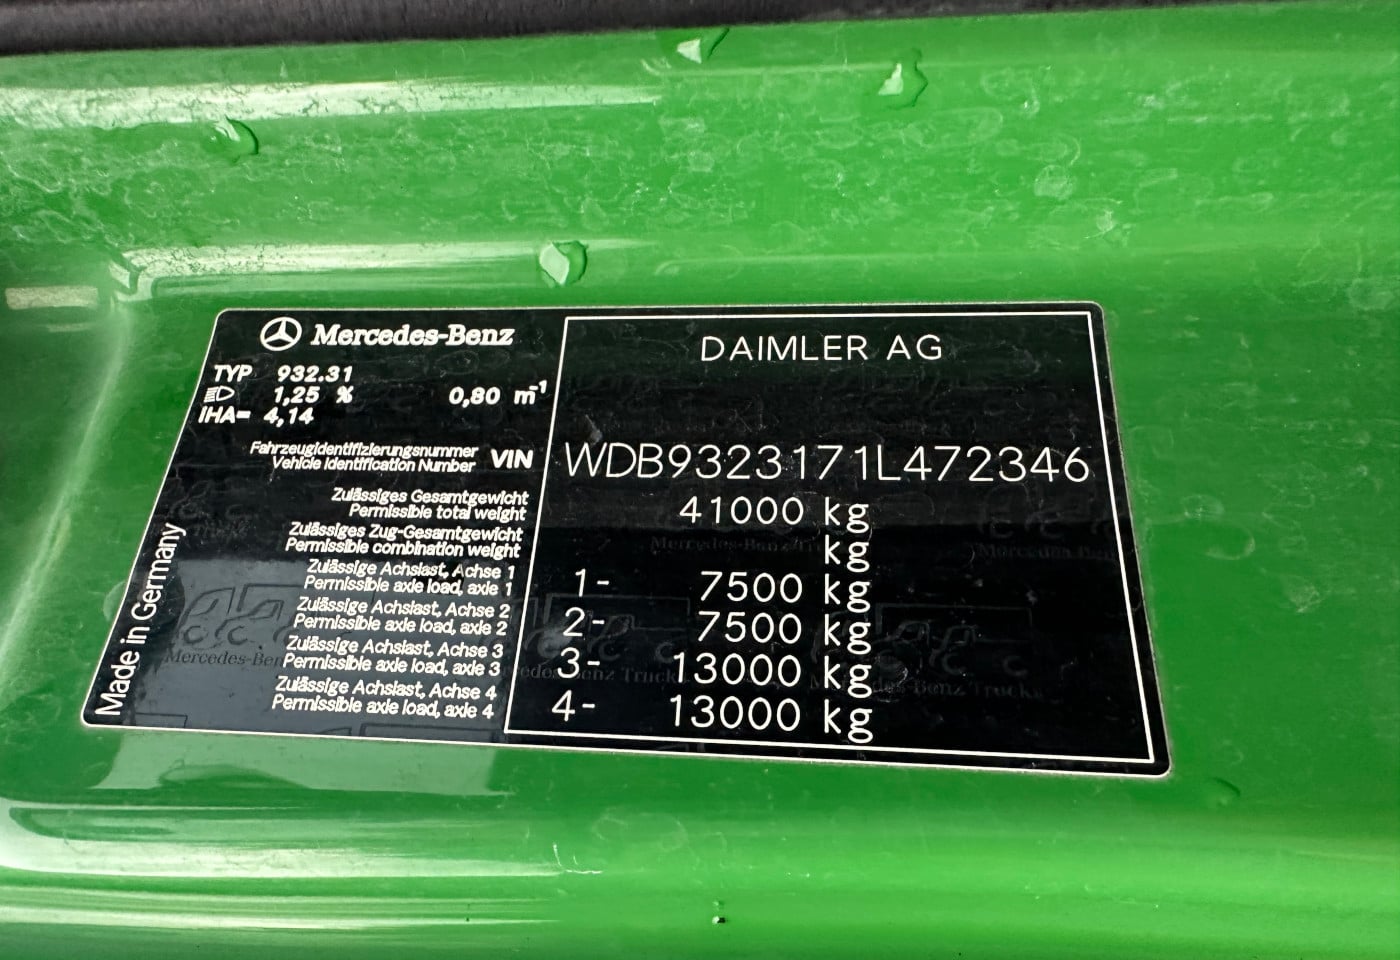 Mercedes-Benz
TYP 932.31
1,25 % 0,80 m⁻¹
IHA= 4,14
Fahrzeugidentifizierungsnummer
Vehicle Identification Number VIN
Zulässiges Gesamtgewicht
Permissible total weight
Zulässiges Zug-Gesamtgewicht
Permissible combination weight
Zulässige Achslast, Achse 1
Permissible axle load, axle 1
Zulässige Achslast, Achse 2
Permissible axle load, axle 2
Zulässige Achslast, Achse 3
Permissible axle load, axle 3
Zulässige Achslast, Achse 4
Permissible axle load, axle 4
Made in Germany
DAIMLER AG
WDB9323171L472346
41000 kg
kg
1- 7500 kg
2- 7500 kg
3- 13000 kg
4- 13000 kg